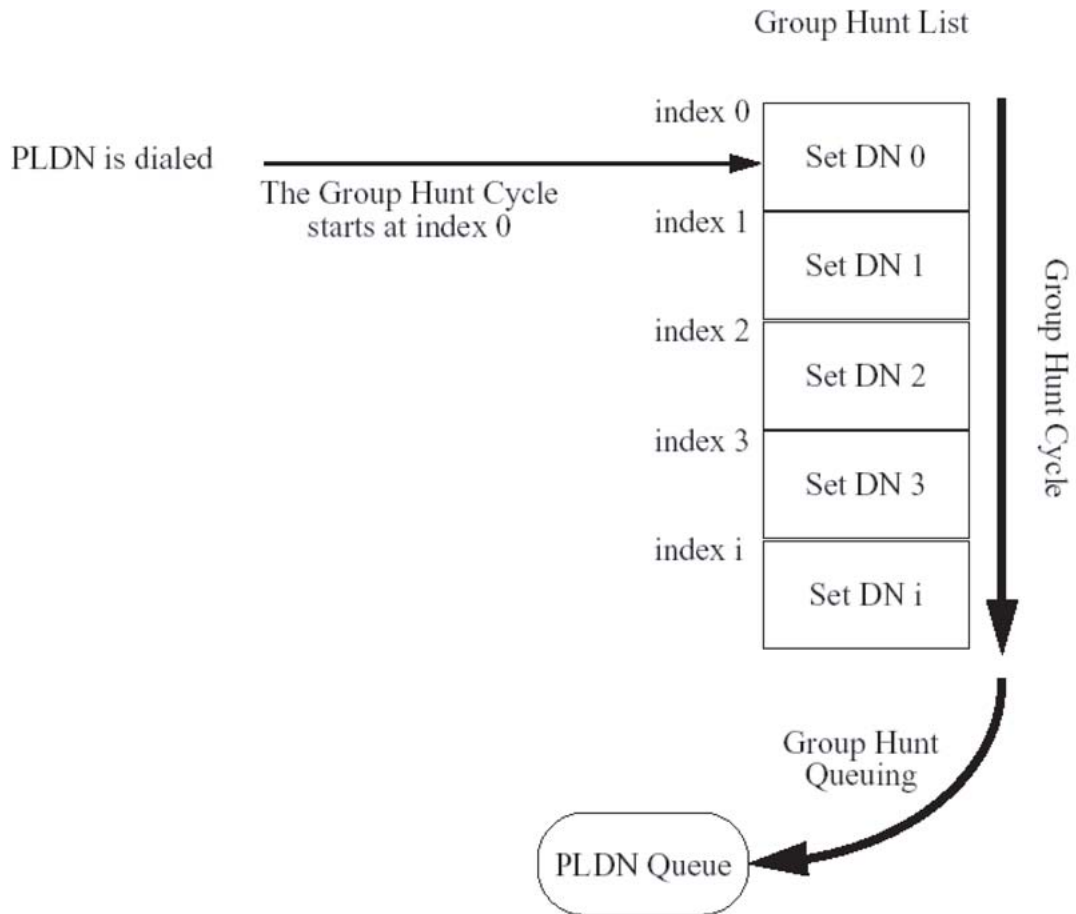 Group Hunt List
index 0
PLDN is dialed
Set DN 0
The Group Hunt Cycle
starts at index 0
index 1
Set DN 1
index 2
Set DN 2
index 3
Set DN 3
index i
Set DN i
Group Hunt Cycle
Group Hunt
Queuing
PLDN Queue